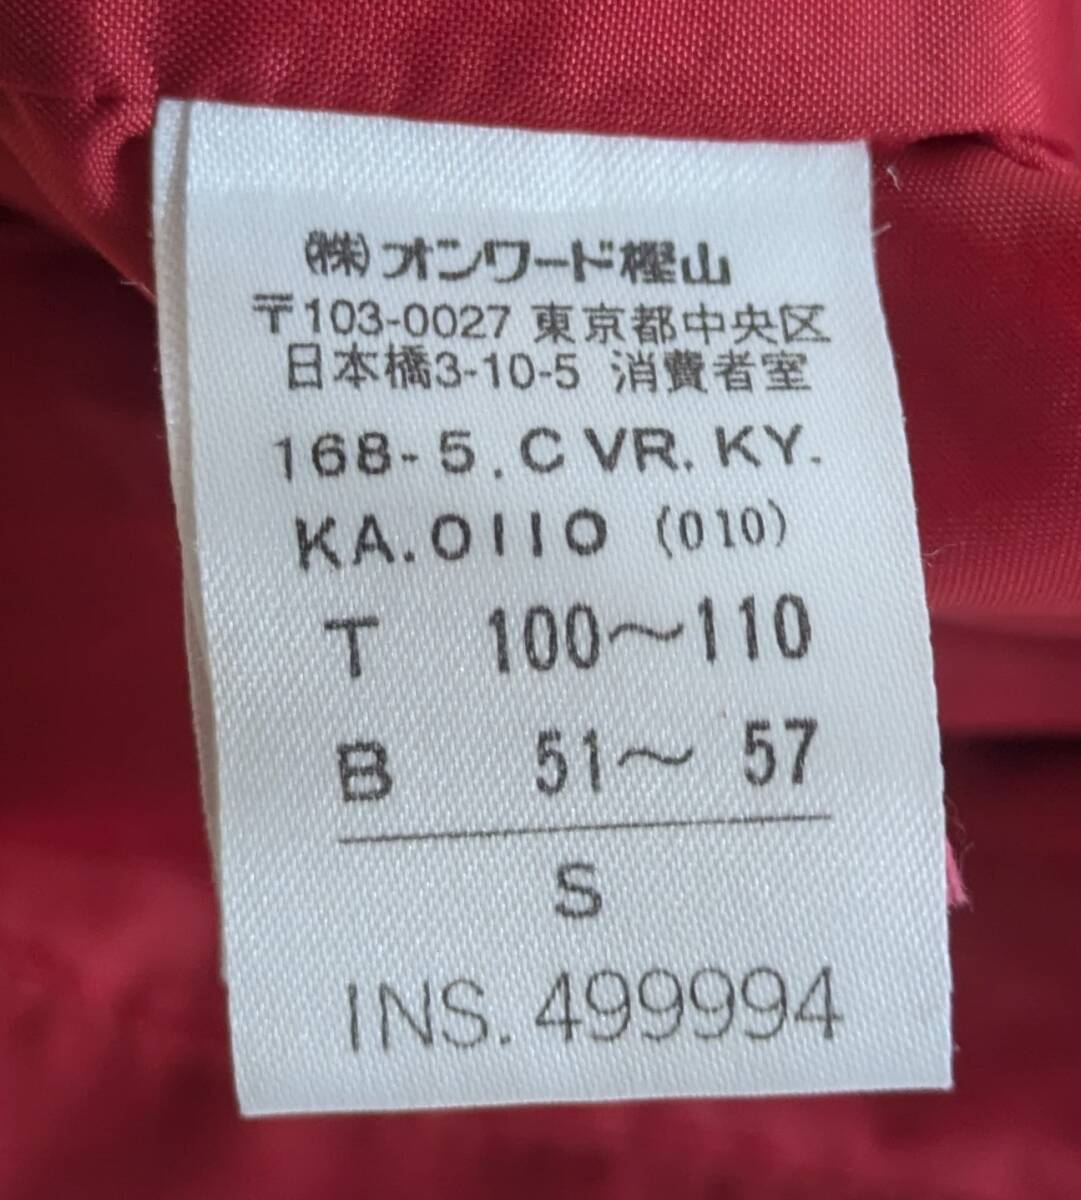 (株)オンワード樫山
〒103-0027 東京都中央区
日本橋3-10-5 消費者室
168-5.CVR.KY.
KA.0110 (010)
T 100～110
B 51～ 57
S
INS.499994